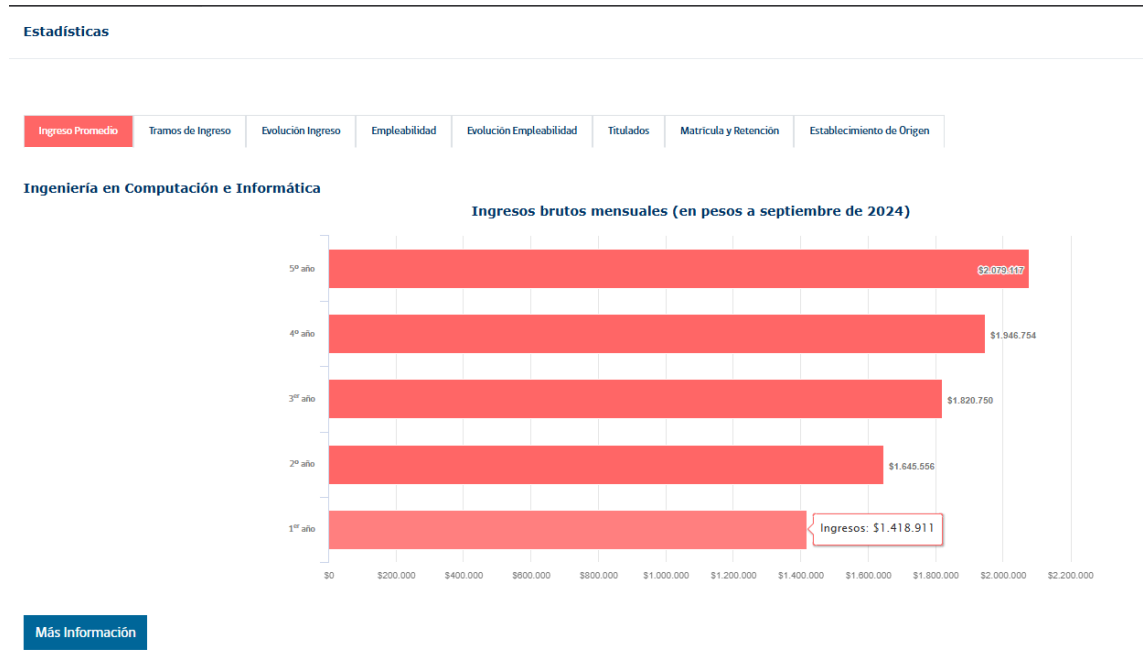 Estadísticas
Ingreso Promedio Tramos de Ingreso Evolución Ingreso Empleabilidad Evolución Empleabilidad Titulados Matrícula y Retención Establecimiento de Origen
Ingeniería en Computación e Informática
Ingresos brutos mensuales (en pesos a septiembre de 2024)
5º año $2.079.117
4º año $1.946.754
3er año $1.820.750
2º año $1.645.556
1er año Ingresos: $1.418.911
$0 $200.000 $400.000 $600.000 $800.000 $1.000.000 $1.200.000 $1.400.000 $1.600.000 $1.800.000 $2.000.000 $2.200.000
Más Información